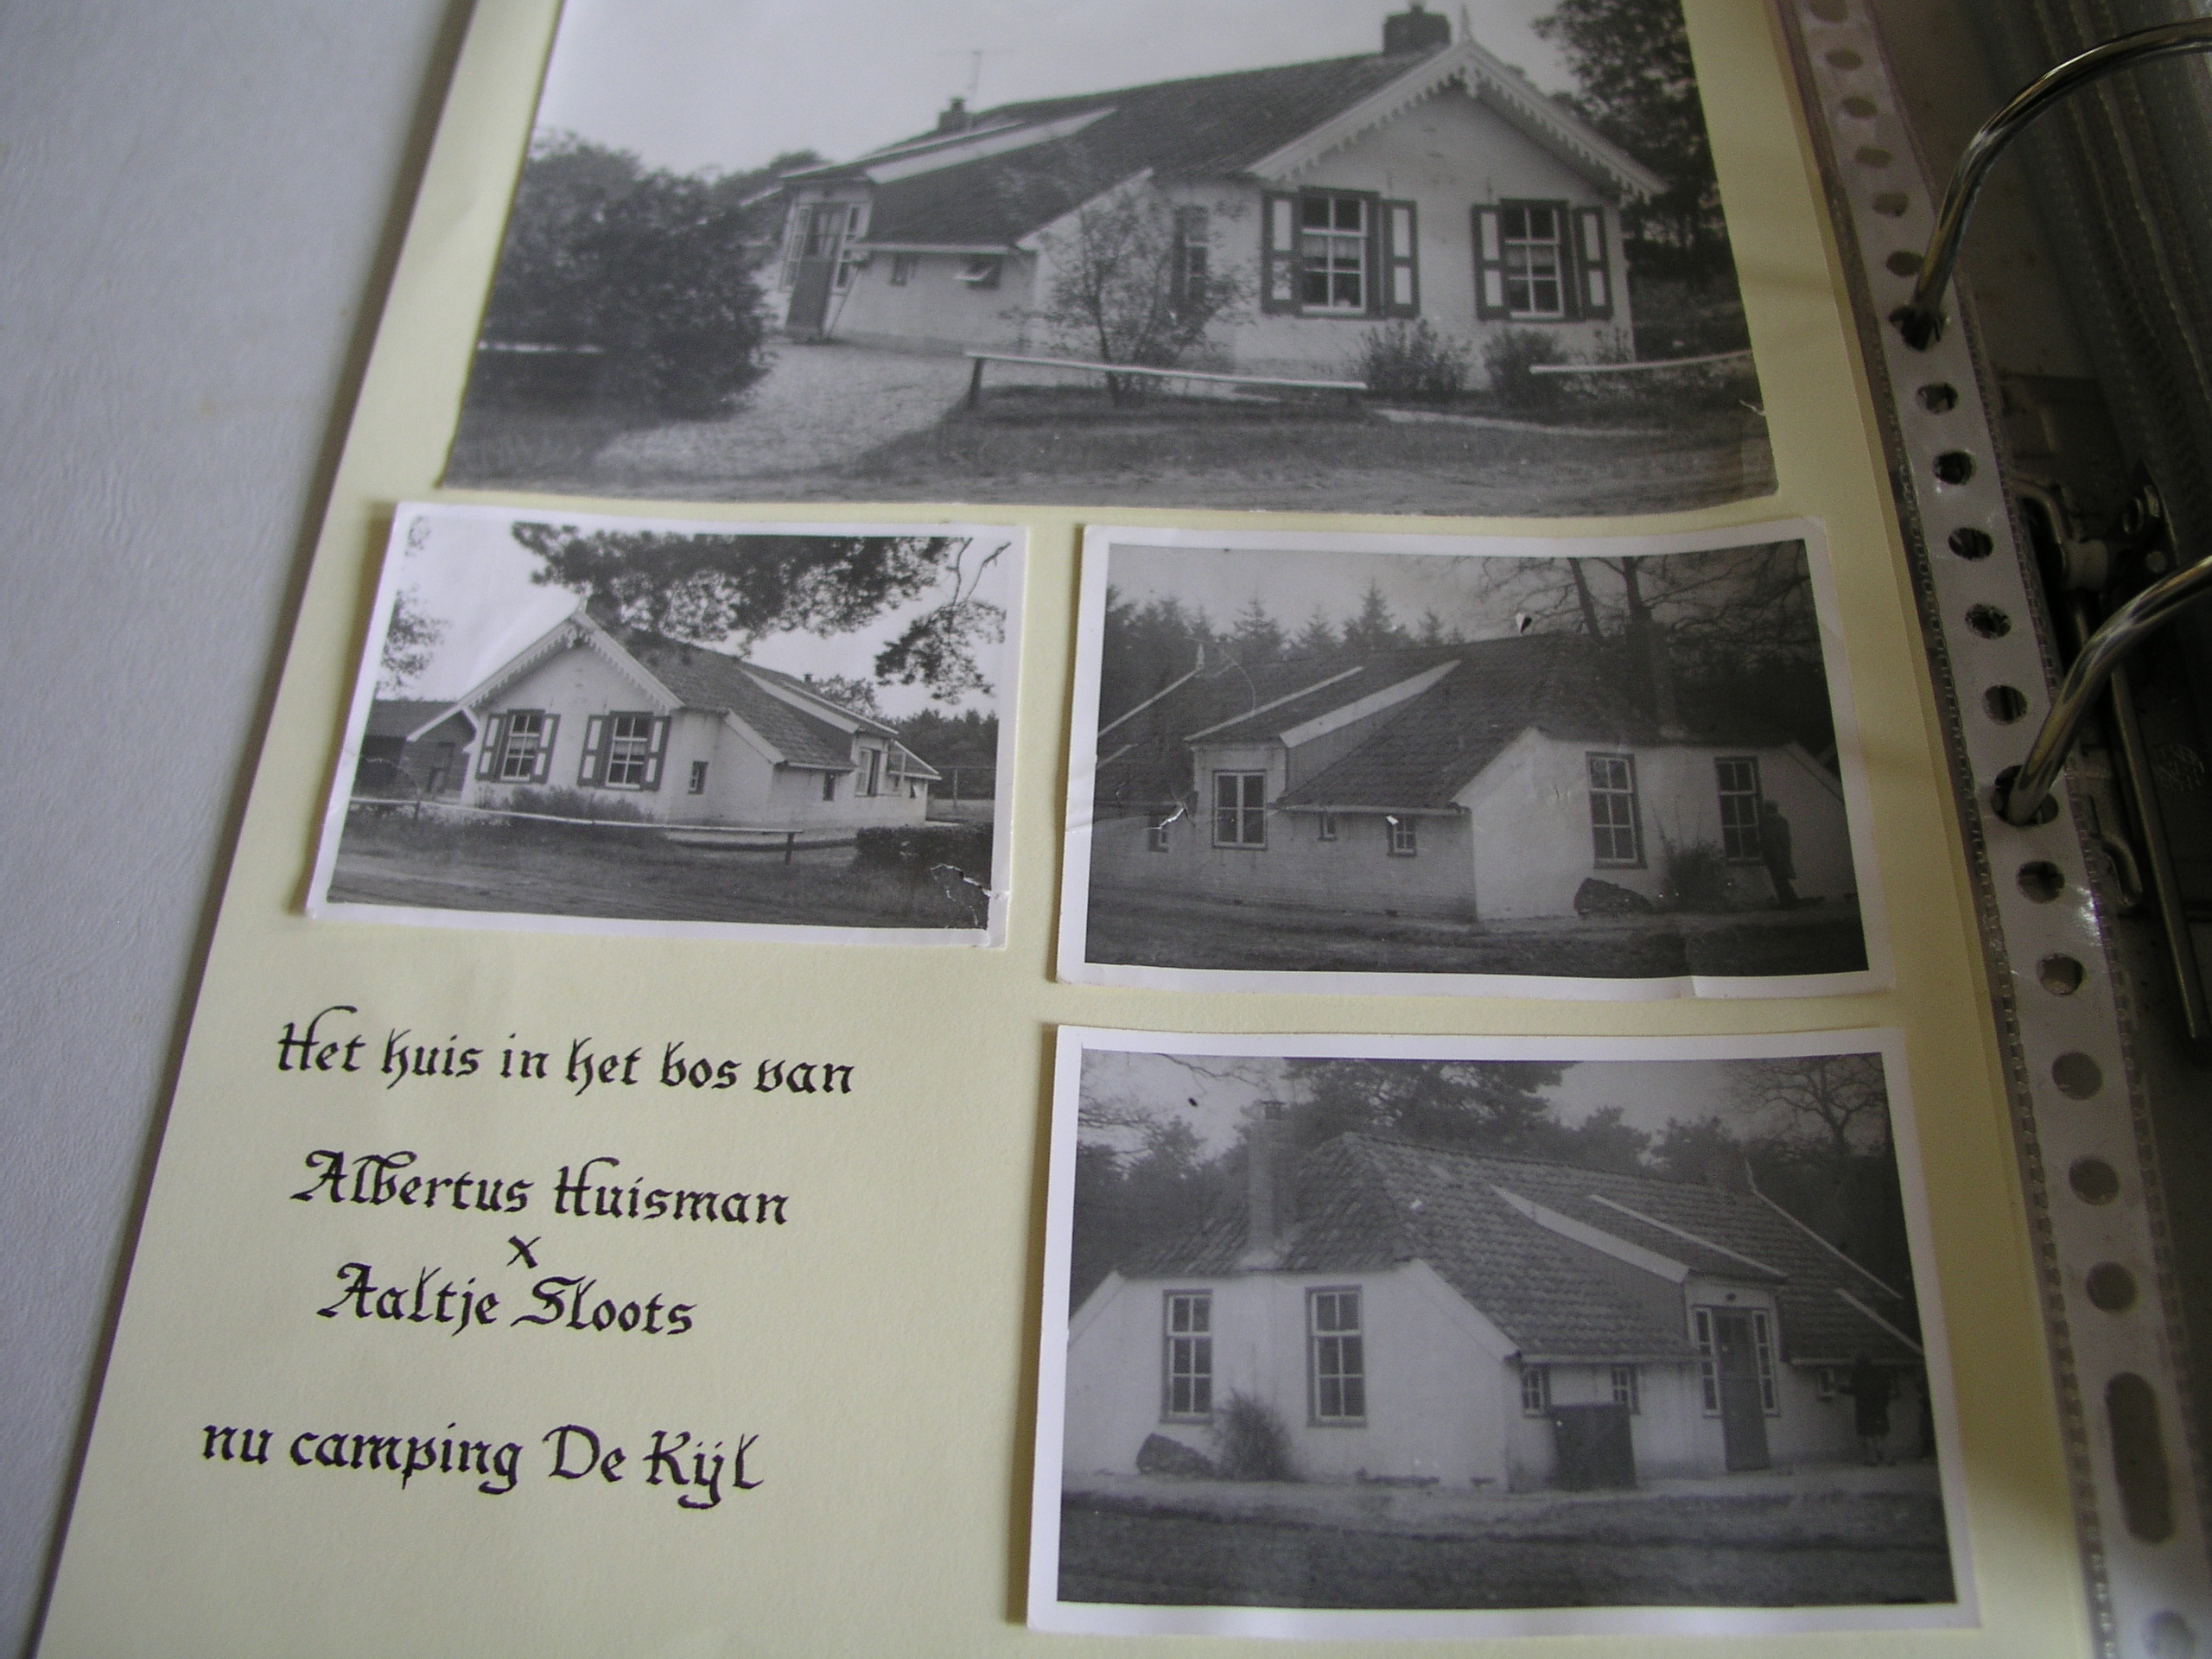 Het huis in het bos van
Albertus Huisman
x
Aaltje Sloots
nu camping De Kijl